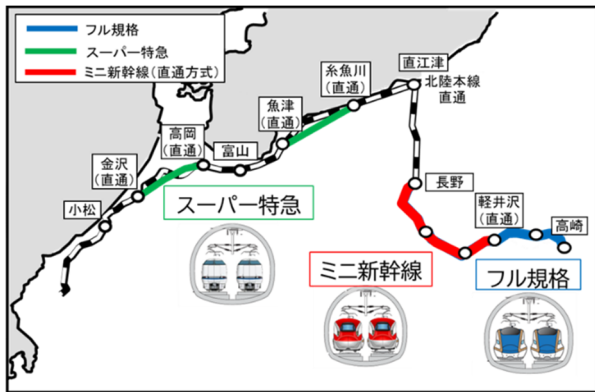 フル規格
スーパー特急
ミニ新幹線(直通方式)
直江津
糸魚川
(直通)
北陸本線
直通
魚津
(直通)
高岡
(直通)
富山
金沢
(直通)
小松
長野
軽井沢
(直通)
高崎
スーパー特急
ミニ新幹線
フル規格